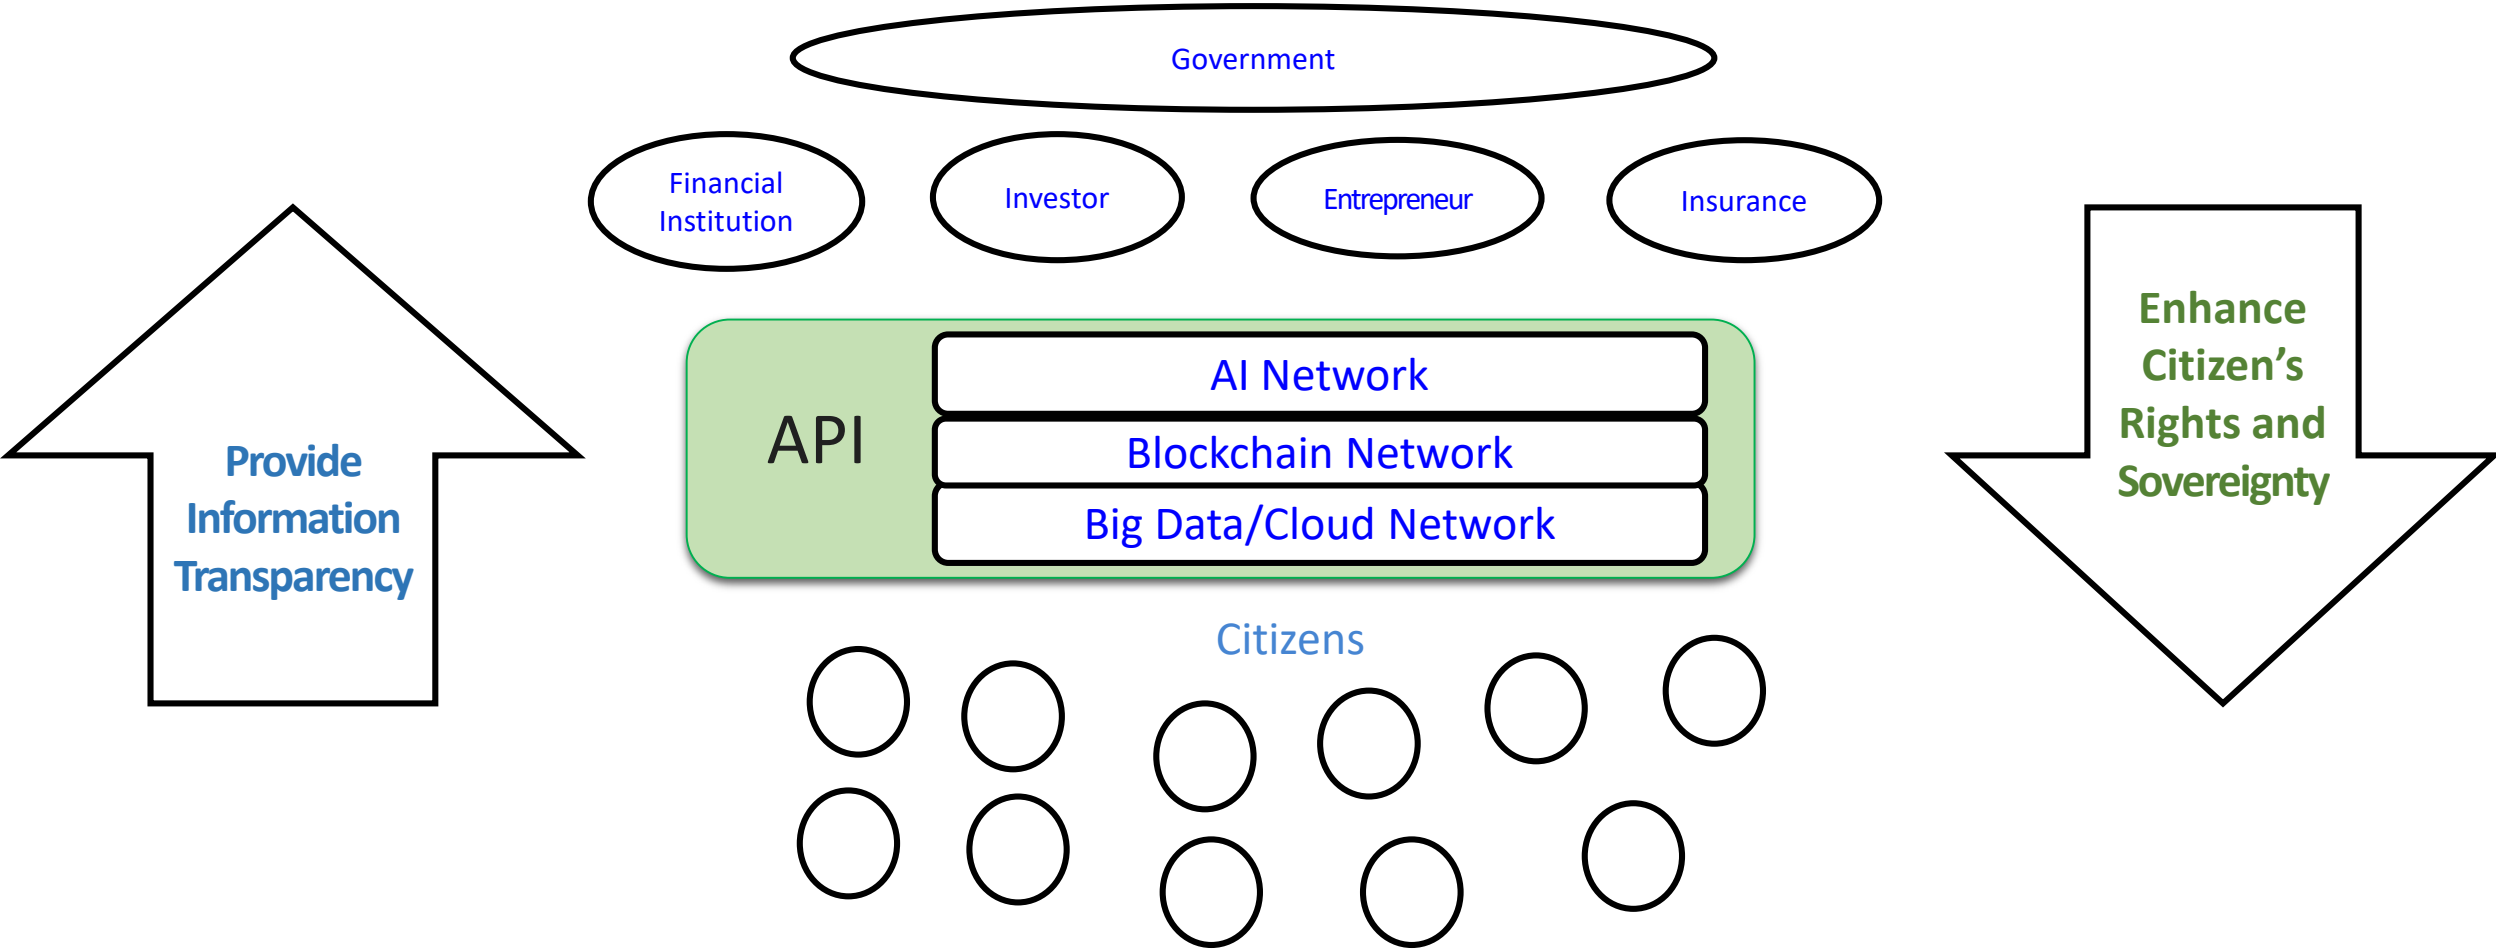 Government
Financial
Institution
Investor
Entrepreneur
Insurance
Provide
Information
Transparency
API
AI Network
Blockchain Network
Big Data/Cloud Network
Enhance
Citizen’s
Rights and
Sovereignty
Citizens